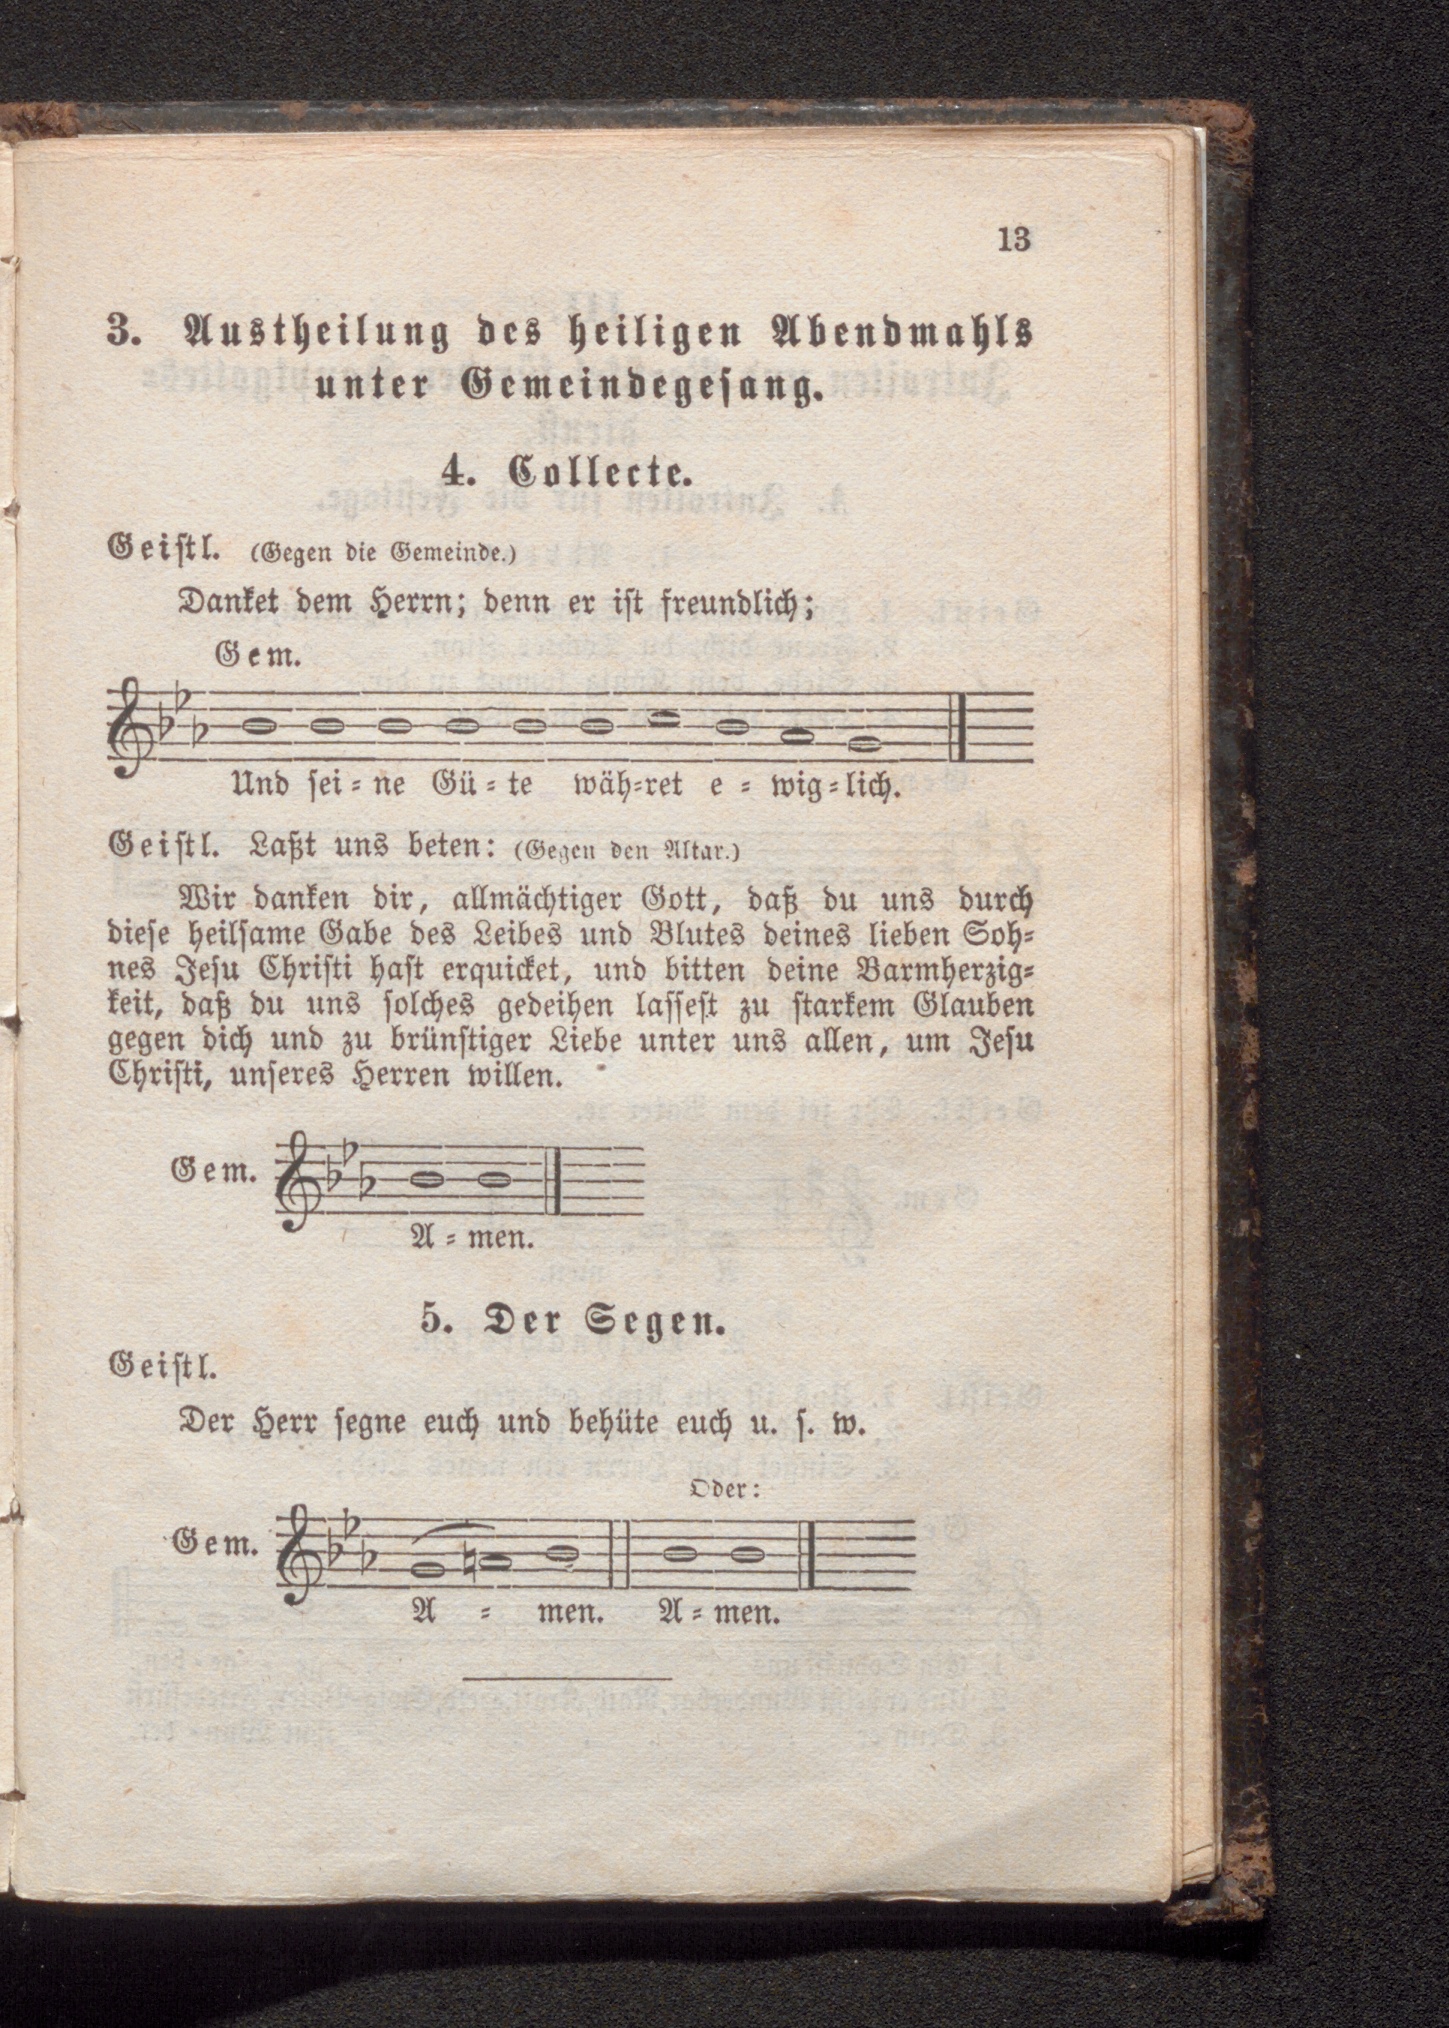 13
3. Austheilung des heiligen Abendmahls
unter Gemeindegesang.
4. Collecte.
Geistl. (Gegen die Gemeinde.)
Danket dem Herrn; denn er ist freundlich;
Gem.
Und sei-ne Gü-te wäh-ret e-wig-lich.
Geistl. Laßt uns beten: (Gegen den Altar.)
Wir danken dir, allmächtiger Gott, daß du uns durch
diese heilsame Gabe des Leibes und Blutes deines lieben Soh-
nes Jesu Christi hast erquicket, und bitten deine Barmherzig-
keit, daß du uns solches gedeihen lassest zu starkem Glauben
gegen dich und zu brünstiger Liebe unter uns allen, um Jesu
Christi, unseres Herren willen.
Gem.
A-men.
5. Der Segen.
Geistl.
Der Herr segne euch und behüte euch u. s. w.
Oder:
Gem.
A - men. A-men.